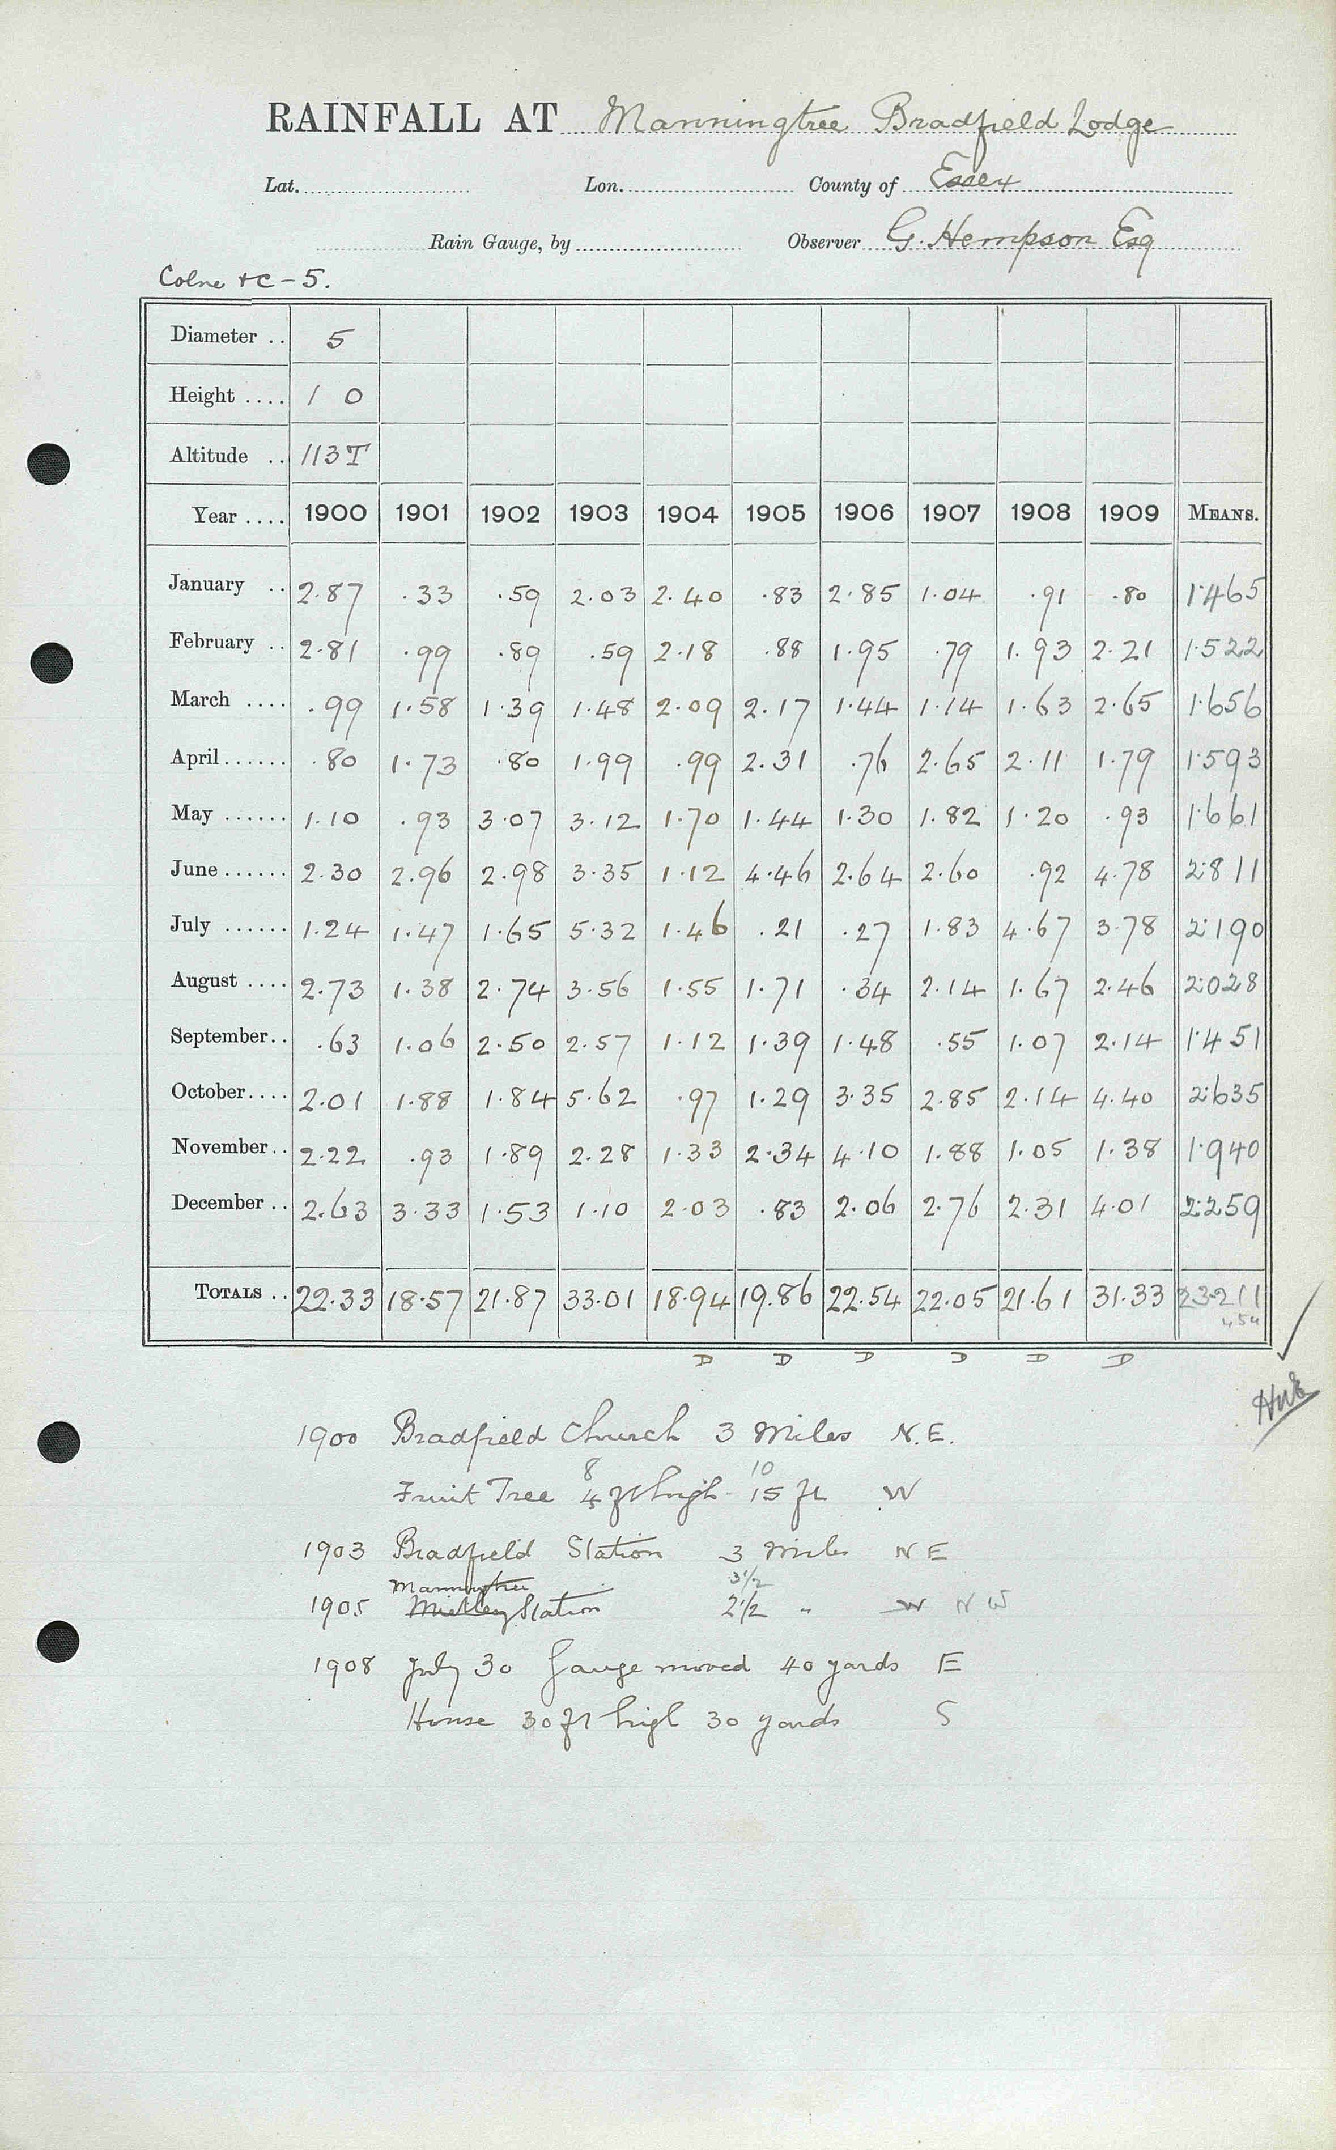 RAINFALL AT Manningtree Bradfield Lodge
Lat. Lon. County of Essex
Rain Gauge, by Observer G. Hempson Esq
Colne &c - 5.
Diameter .. 5
Height .... 1 0
Altitude .. 113T
Year .... 1900 1901 1902 1903 1904 1905 1906 1907 1908 1909 MEANS.
January .. 2.87 .33 .59 2.03 2.40 .83 2.85 1.04 .91 .80 1.465
February .. 2.81 .99 .89 .59 2.18 .88 1.95 .79 1.93 2.21 1.522
March .... .99 1.58 1.39 1.48 2.09 2.17 1.44 1.14 1.63 2.65 1.656
April...... .80 1.73 .80 1.99 .99 2.31 .76 2.65 2.11 1.79 1.593
May ...... 1.10 .93 3.07 3.12 1.70 1.44 1.30 1.82 1.20 .93 1.661
June...... 2.30 2.96 2.98 3.35 1.12 4.46 2.64 2.60 .92 4.78 2.811
July ...... 1.24 1.47 1.65 5.32 1.46 .21 .27 1.83 4.67 3.78 2.190
August .... 2.73 1.38 2.74 3.56 1.55 1.71 .34 2.14 1.67 2.46 2.028
September.. .63 1.06 2.50 2.57 1.12 1.39 1.48 .55 1.07 2.14 1.451
October.... 2.01 1.88 1.84 5.62 .97 1.29 3.35 2.85 2.14 4.40 2.635
November.. 2.22 .93 1.89 2.28 1.33 2.34 4.10 1.88 1.05 1.38 1.940
December .. 2.63 3.33 1.53 1.10 2.03 .83 2.06 2.76 2.31 4.01 2.259
TOTALS .. 22.33 18.57 21.87 33.01 18.94 19.86 22.54 22.05 21.61 31.33 23.211
D D D D D D
1900 Bradfield Church 3 Miles N.E.
8 10
Fruit Tree 4 ft high 15 ft W
1903 Bradfield Station 3 Miles N E
Manningtree 3 1/2
1905 Mistley Station 2 1/2 " W N W
1908 July 30 Gauge moved 40 yards E
House 30 ft high 30 yards S